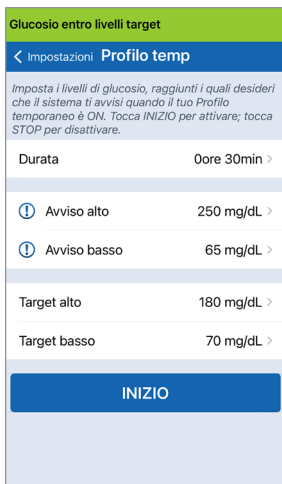 Glucosio entro livelli target
Impostazioni Profilo temp
Imposta i livelli di glucosio, raggiunti i quali desideri
che il sistema ti avvisi quando il tuo Profilo
temporaneo è ON. Tocca INIZIO per attivare; tocca
STOP per disattivare.
Durata 0ore 30min
Avviso alto 250 mg/dL
Avviso basso 65 mg/dL
Target alto 180 mg/dL
Target basso 70 mg/dL
INIZIO